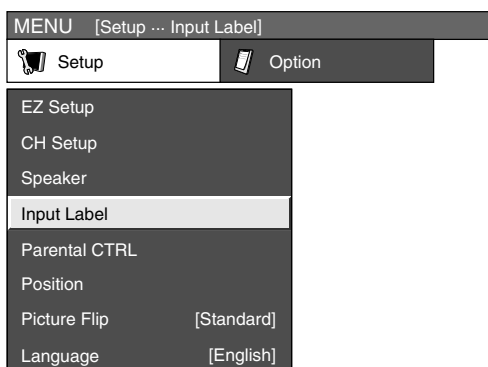 MENU [Setup ··· Input Label]
Setup Option
EZ Setup
CH Setup
Speaker
Input Label
Parental CTRL
Position
Picture Flip [Standard]
Language [English]